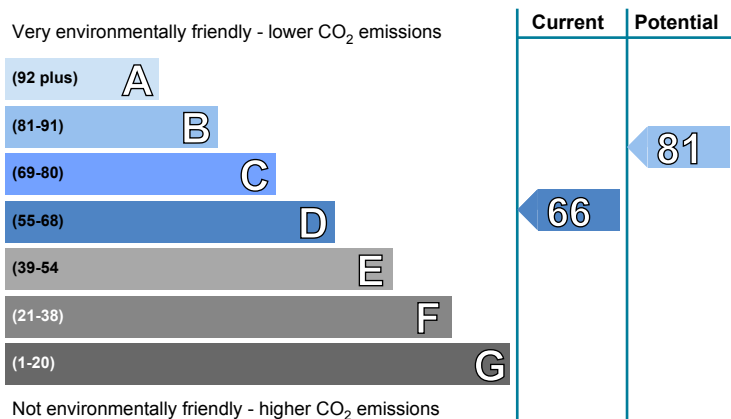 Very environmentally friendly - lower CO2 emissions
Current
Potential
(92 plus) A
(81-91) B
(69-80) C
(55-68) D
(39-54 E
(21-38) F
(1-20) G
81
66
Not environmentally friendly - higher CO2 emissions